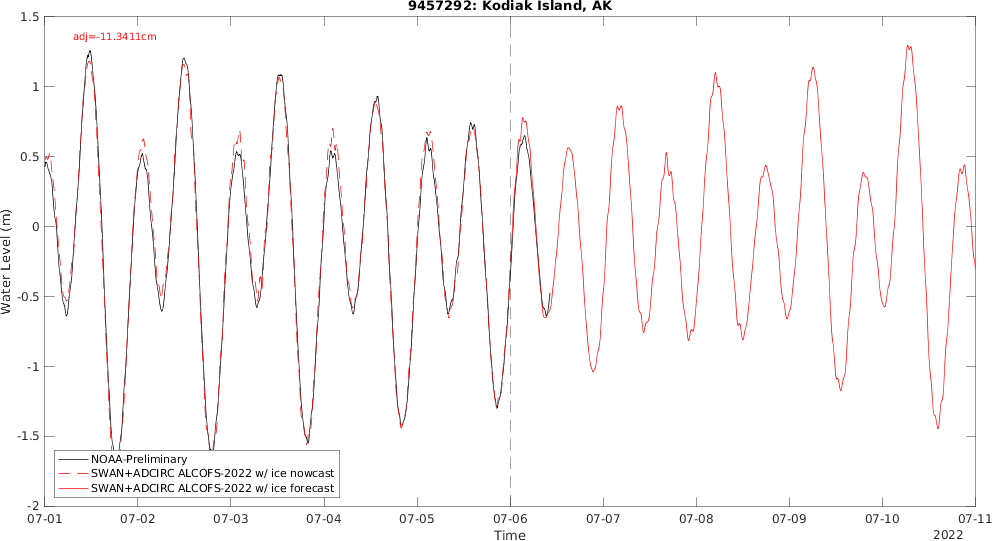 9457292: Kodiak Island, AK
adj=-11.3411cm
1.5
1
0.5
0
-0.5
-1
-1.5
-2
Water Level (m)
NOAA-Preliminary
SWAN+ADCIRC ALCOFS-2022 w/ ice nowcast
SWAN+ADCIRC ALCOFS-2022 w/ ice forecast
07-01 07-02 07-03 07-04 07-05 07-06 07-07 07-08 07-09 07-10 07-11
Time
2022